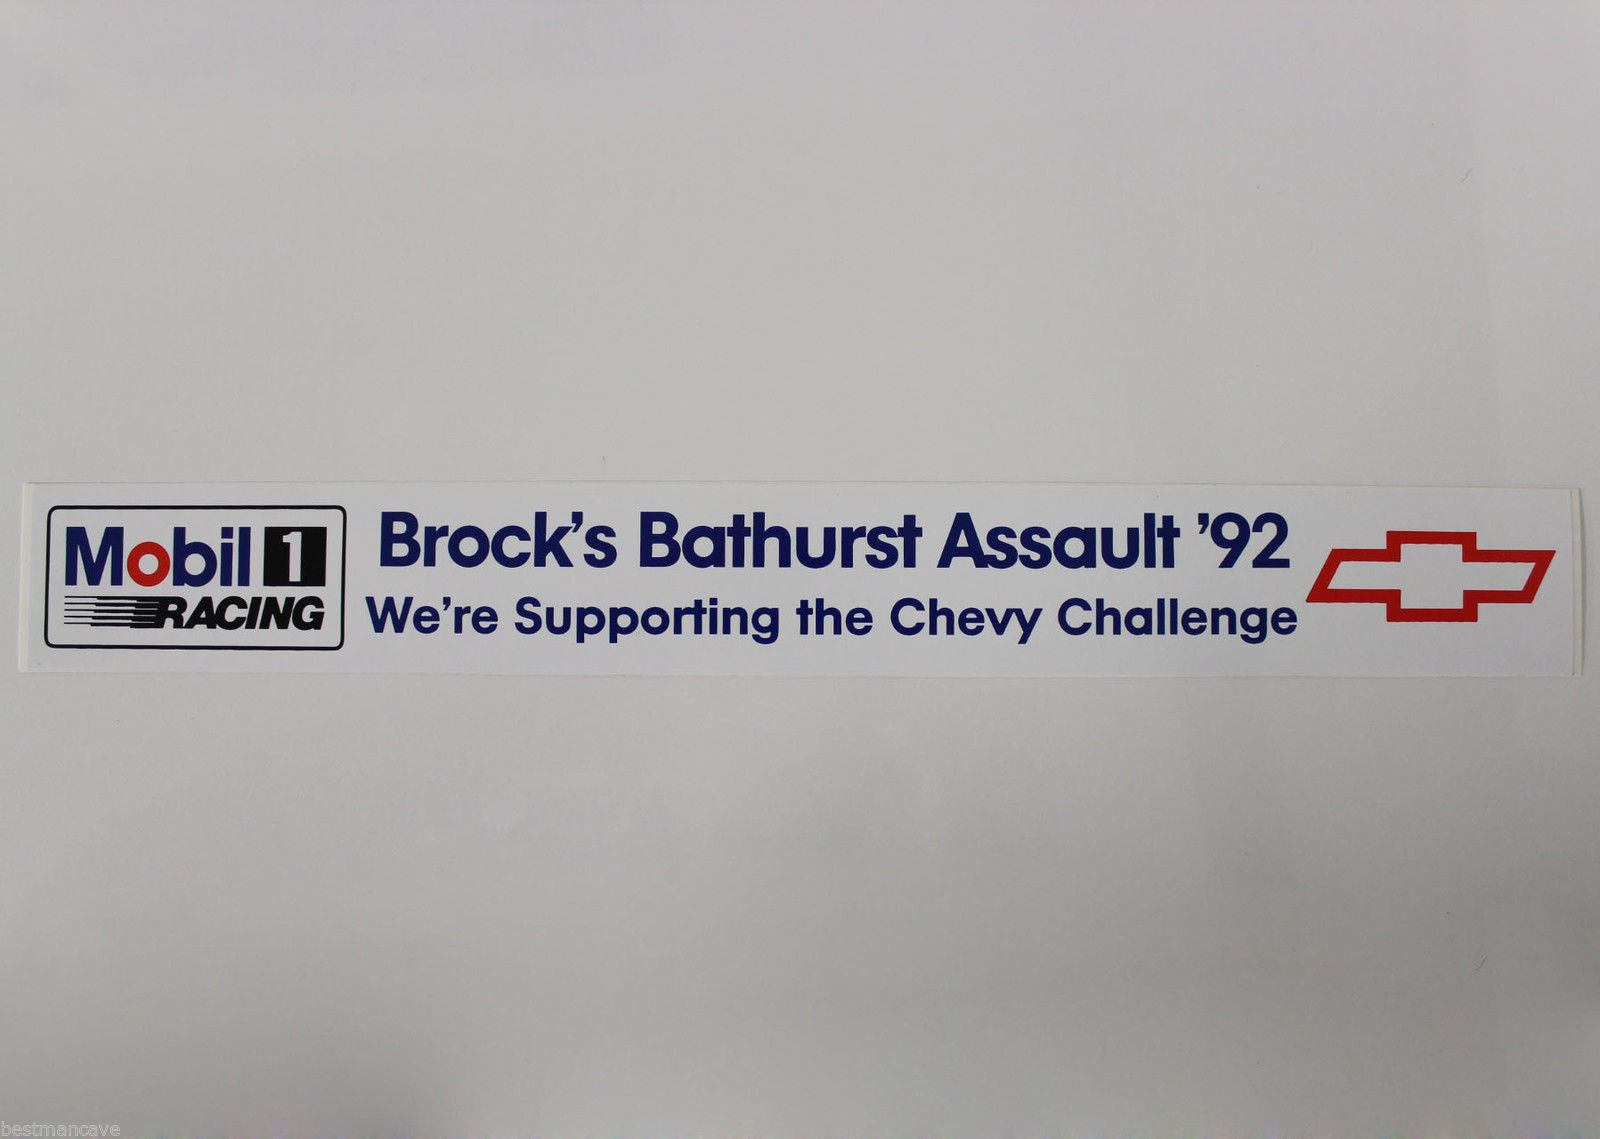 Mobil 1
RACING
Brock's Bathurst Assault '92
We're Supporting the Chevy Challenge
bestmancave